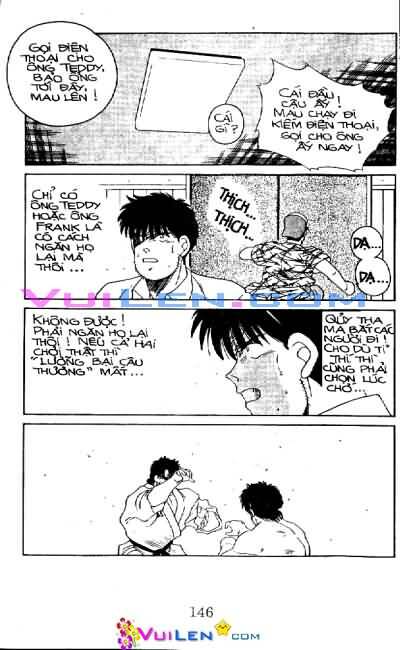 GỌI ĐIỆN
THOẠI CHO
ÔNG TEDDY,
BẢO ÔNG
TỚI ĐÂY,
MAU LÊN!
CÁI
GÌ?
CÁI ĐẦU
CẬU ẤY!
MAU CHẠY ĐI
KIẾM ĐIỆN THOẠI,
GỌI CHO ÔNG
ẤY NGAY!
CHỈ CÓ
ÔNG TEDDY
HOẶC ÔNG
FRANK LÀ
CÓ CÁCH
NGĂN HỌ
LẠI MÀ
THÔI...
THỊCH...
THỊCH...
DẠ...
DẠ...
VUILEN.COM
KHÔNG ĐƯỢC!
PHẢI NGĂN HỌ LẠI
THÔI! NẾU CẢ HAI
CHƠI THẬT THÌ
"LƯỠNG BẠI CÂU
THƯƠNG" MẤT...
QUỶ THA
MA BẮT CÁC
NGƯỜI ĐI!
CHO DÙ TỈ
THÍ THÌ
CŨNG PHẢI
CHỌN LÚC
CHỚ...
146
VUILEN.COM